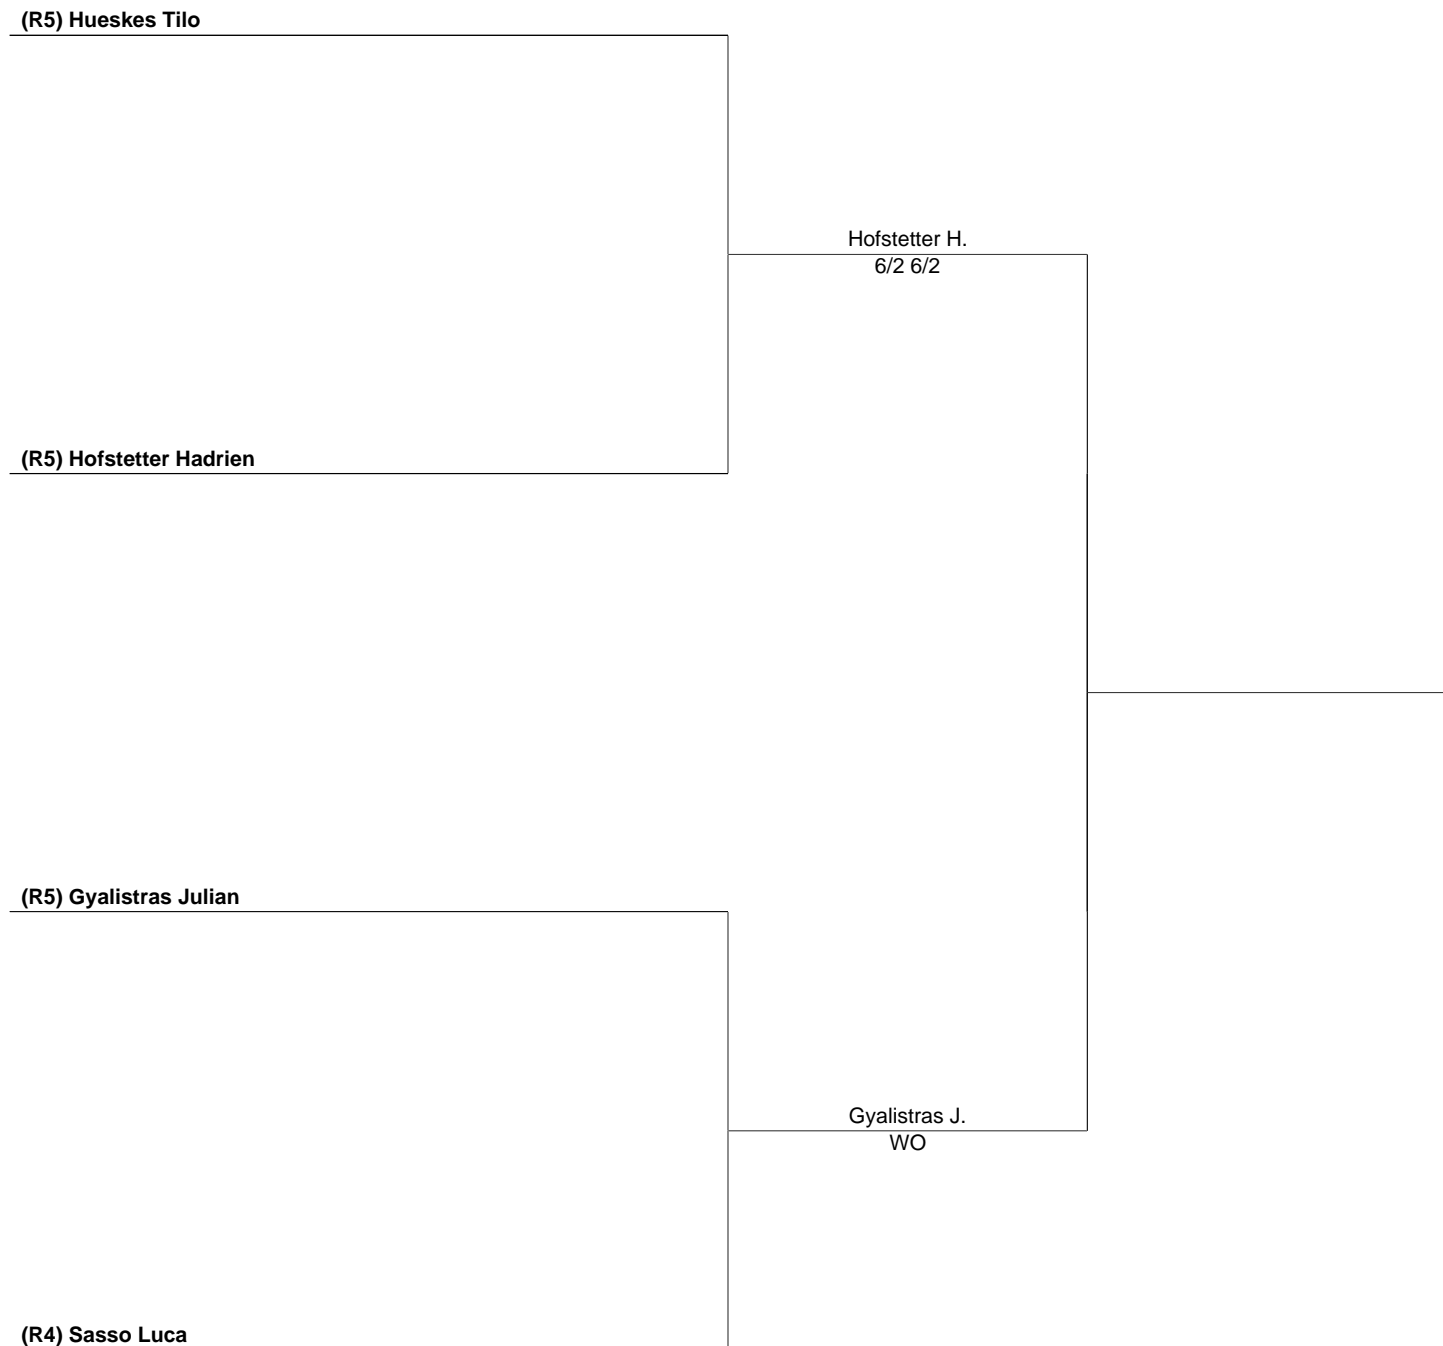 (R5) Hueskes Tilo
Hofstetter H.
6/2 6/2
(R5) Hofstetter Hadrien
(R5) Gyalistras Julian
Gyalistras J.
WO
(R4) Sasso Luca